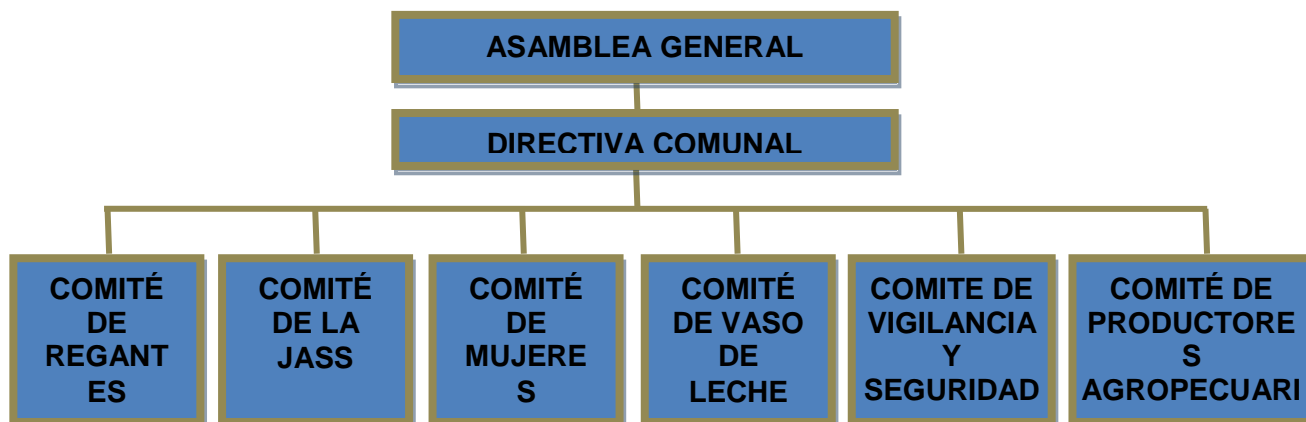 ASAMBLEA GENERAL
DIRECTIVA COMUNAL
COMITÉ
DE
REGANT
ES
COMITÉ
DE LA
JASS
COMITÉ
DE
MUJERE
S
COMITÉ
DE VASO
DE
LECHE
COMITE DE
VIGILANCIA
Y
SEGURIDAD
COMITÉ DE
PRODUCTORE
S
AGROPECUARI